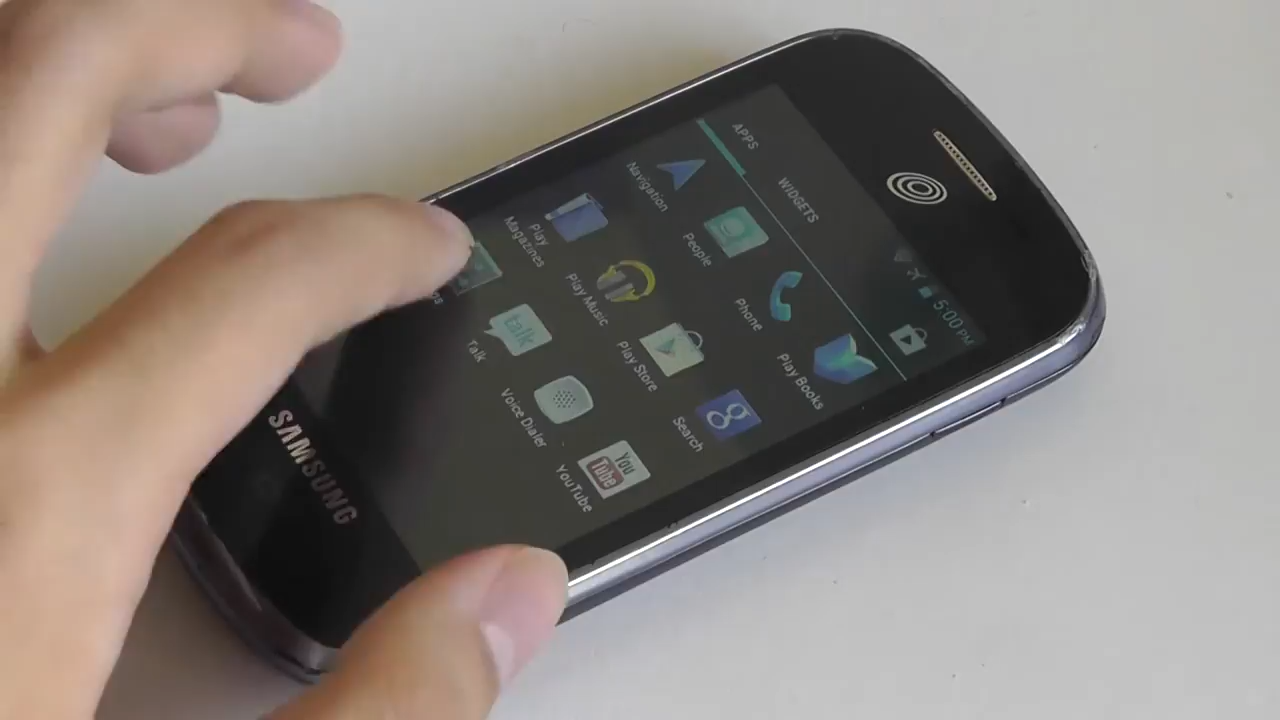 APPS
WIDGETS
5:00 PM
Navigation
People
Phone
Play Books
Play
Magazines
Play Music
Play Store
Search
Talk
talk
Voice Dialer
YouTube
You
Tube
g
SAMSUNG